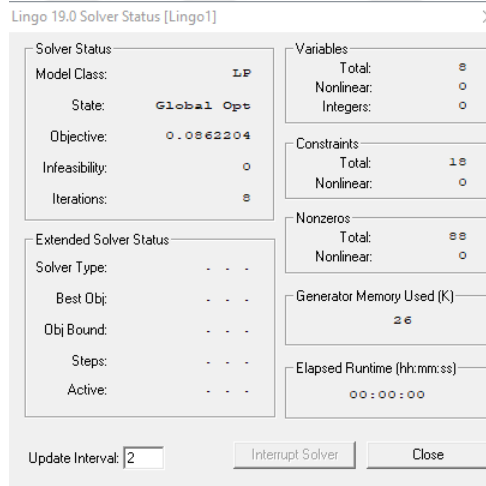 Lingo 19.0 Solver Status [Lingo1]
Solver Status
Model Class: LP
State: Global Opt
Objective: 0.0862204
Infeasibility: 0
Iterations: 8
Extended Solver Status
Solver Type: . . .
Best Obj: . . .
Obj Bound: . . .
Steps: . . .
Active: . . .
Variables
Total: 8
Nonlinear: 0
Integers: 0
Constraints
Total: 18
Nonlinear: 0
Nonzeros
Total: 88
Nonlinear: 0
Generator Memory Used (K)
26
Elapsed Runtime (hh:mm:ss)
00:00:00
Update Interval: 2
Interrupt Solver
Close